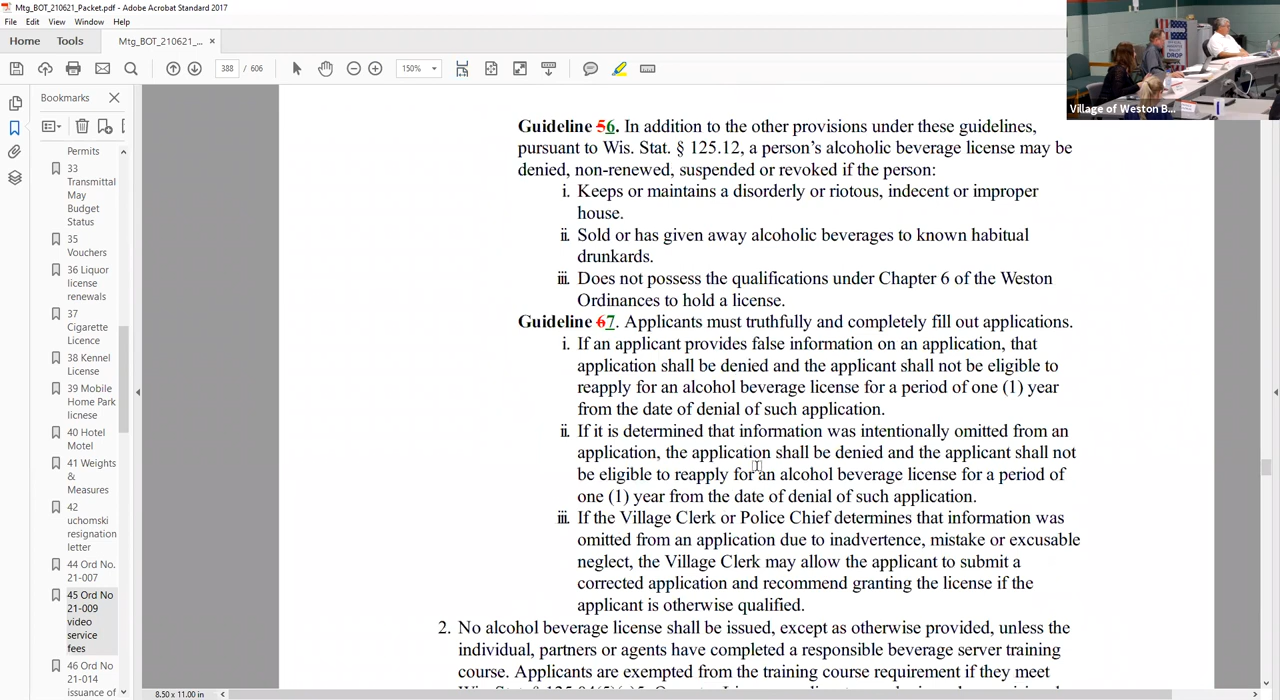 Mtg_BOT_210621_Packet.pdf - Adobe Acrobat Standard 2017
File Edit View Window Help
Home Tools Mtg_BOT_210621_... ×
388 / 606 150%
Bookmarks
Permits
33
Transmittal
May
Budget
Status
35
Vouchers
36 Liquor
license
renewals
37
Cigarette
Licence
38 Kennel
License
39 Mobile
Home Park
licnese
40 Hotel
Motel
41 Weights
&
Measures
42
uchomski
resignation
letter
44 Ord No.
21-007
45 Ord No
21-009
video
service
fees
46 Ord No
21-014
issuance of
Guideline 56. In addition to the other provisions under these guidelines,
pursuant to Wis. Stat. § 125.12, a person's alcoholic beverage license may be
denied, non-renewed, suspended or revoked if the person:
i. Keeps or maintains a disorderly or riotous, indecent or improper
house.
ii. Sold or has given away alcoholic beverages to known habitual
drunkards.
iii. Does not possess the qualifications under Chapter 6 of the Weston
Ordinances to hold a license.
Guideline 67. Applicants must truthfully and completely fill out applications.
i. If an applicant provides false information on an application, that
application shall be denied and the applicant shall not be eligible to
reapply for an alcohol beverage license for a period of one (1) year
from the date of denial of such application.
ii. If it is determined that information was intentionally omitted from an
application, the application shall be denied and the applicant shall not
be eligible to reapply for an alcohol beverage license for a period of
one (1) year from the date of denial of such application.
iii. If the Village Clerk or Police Chief determines that information was
omitted from an application due to inadvertence, mistake or excusable
neglect, the Village Clerk may allow the applicant to submit a
corrected application and recommend granting the license if the
applicant is otherwise qualified.
2. No alcohol beverage license shall be issued, except as otherwise provided, unless the
individual, partners or agents have completed a responsible beverage server training
course. Applicants are exempted from the training course requirement if they meet
8.50 x 11.00 in
Village of Weston B...
DROP